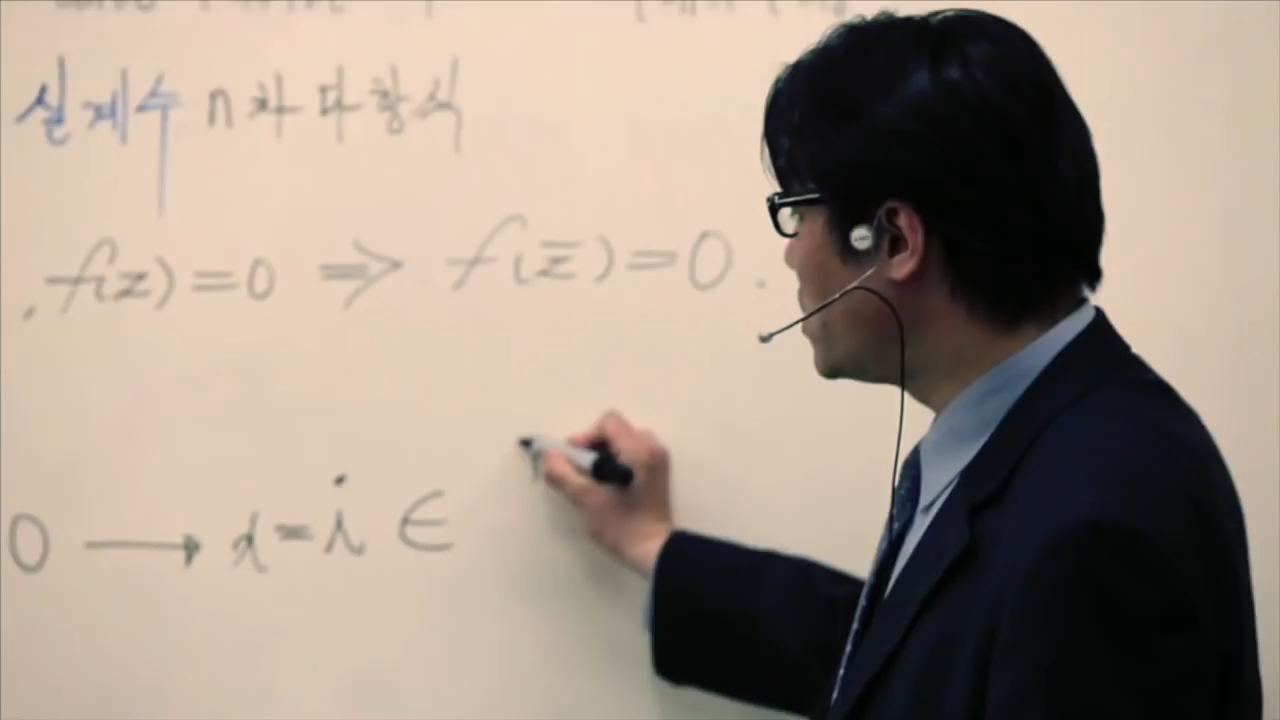 실계수 n차 다항식
, f(z) = 0 ⇒ f(z̅) = 0 .
0 → x = i ∈